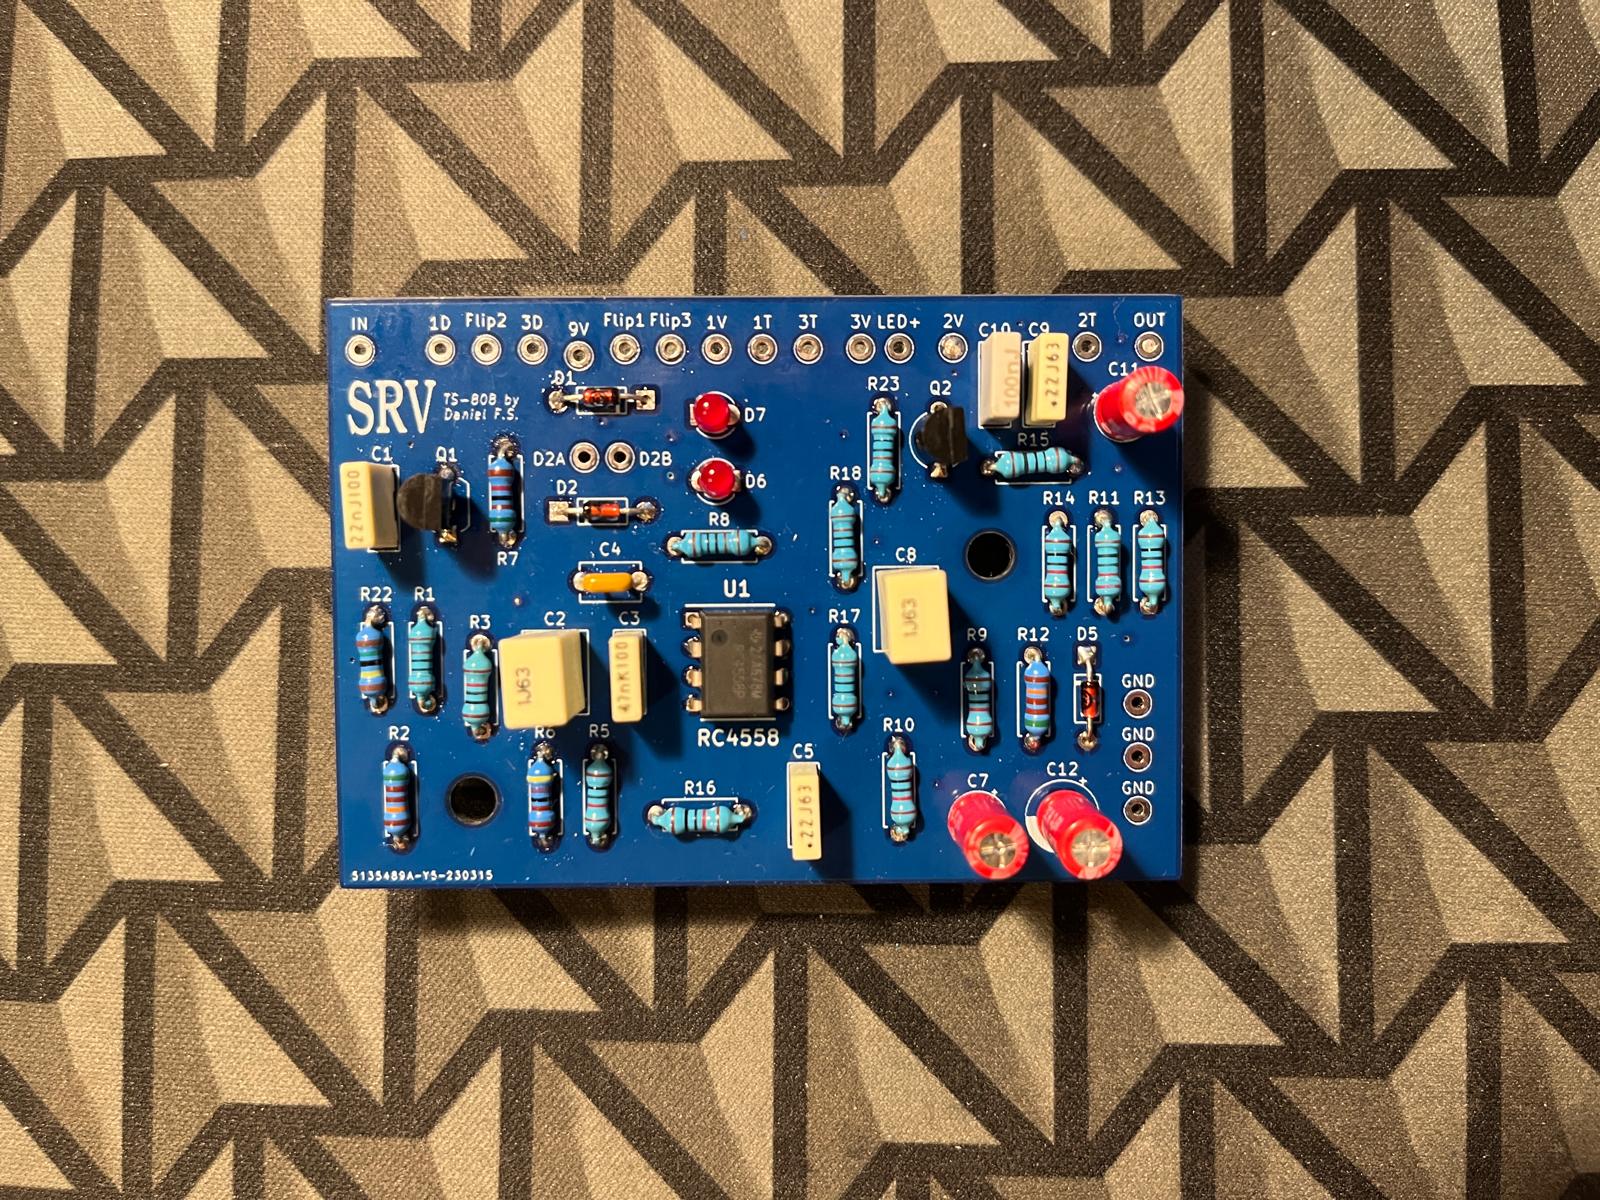 IN 1D Flip2 3D 9V Flip1 Flip3 1V 1T 3T 3V LED+ 2V C10 C9 2T OUT
100nJ
.22J63
D1
R23 Q2
C11
SRV
TS-808 by
Daniel F.S.
D7
R15
C1 Q1
D2A D2B
D6
R18
22nJ100
D2
R14 R11 R13
R8
R7
C4
C8
U1
R22 R1
1J63
R3 C2 C3
R17
R9 R12 D5
1J63
47nK100
GND
R2 R6 R5
RC4558
R10
GND
C5
C7 +
C12 +
GND
R16
.22J63
5135489A-Y5-230315